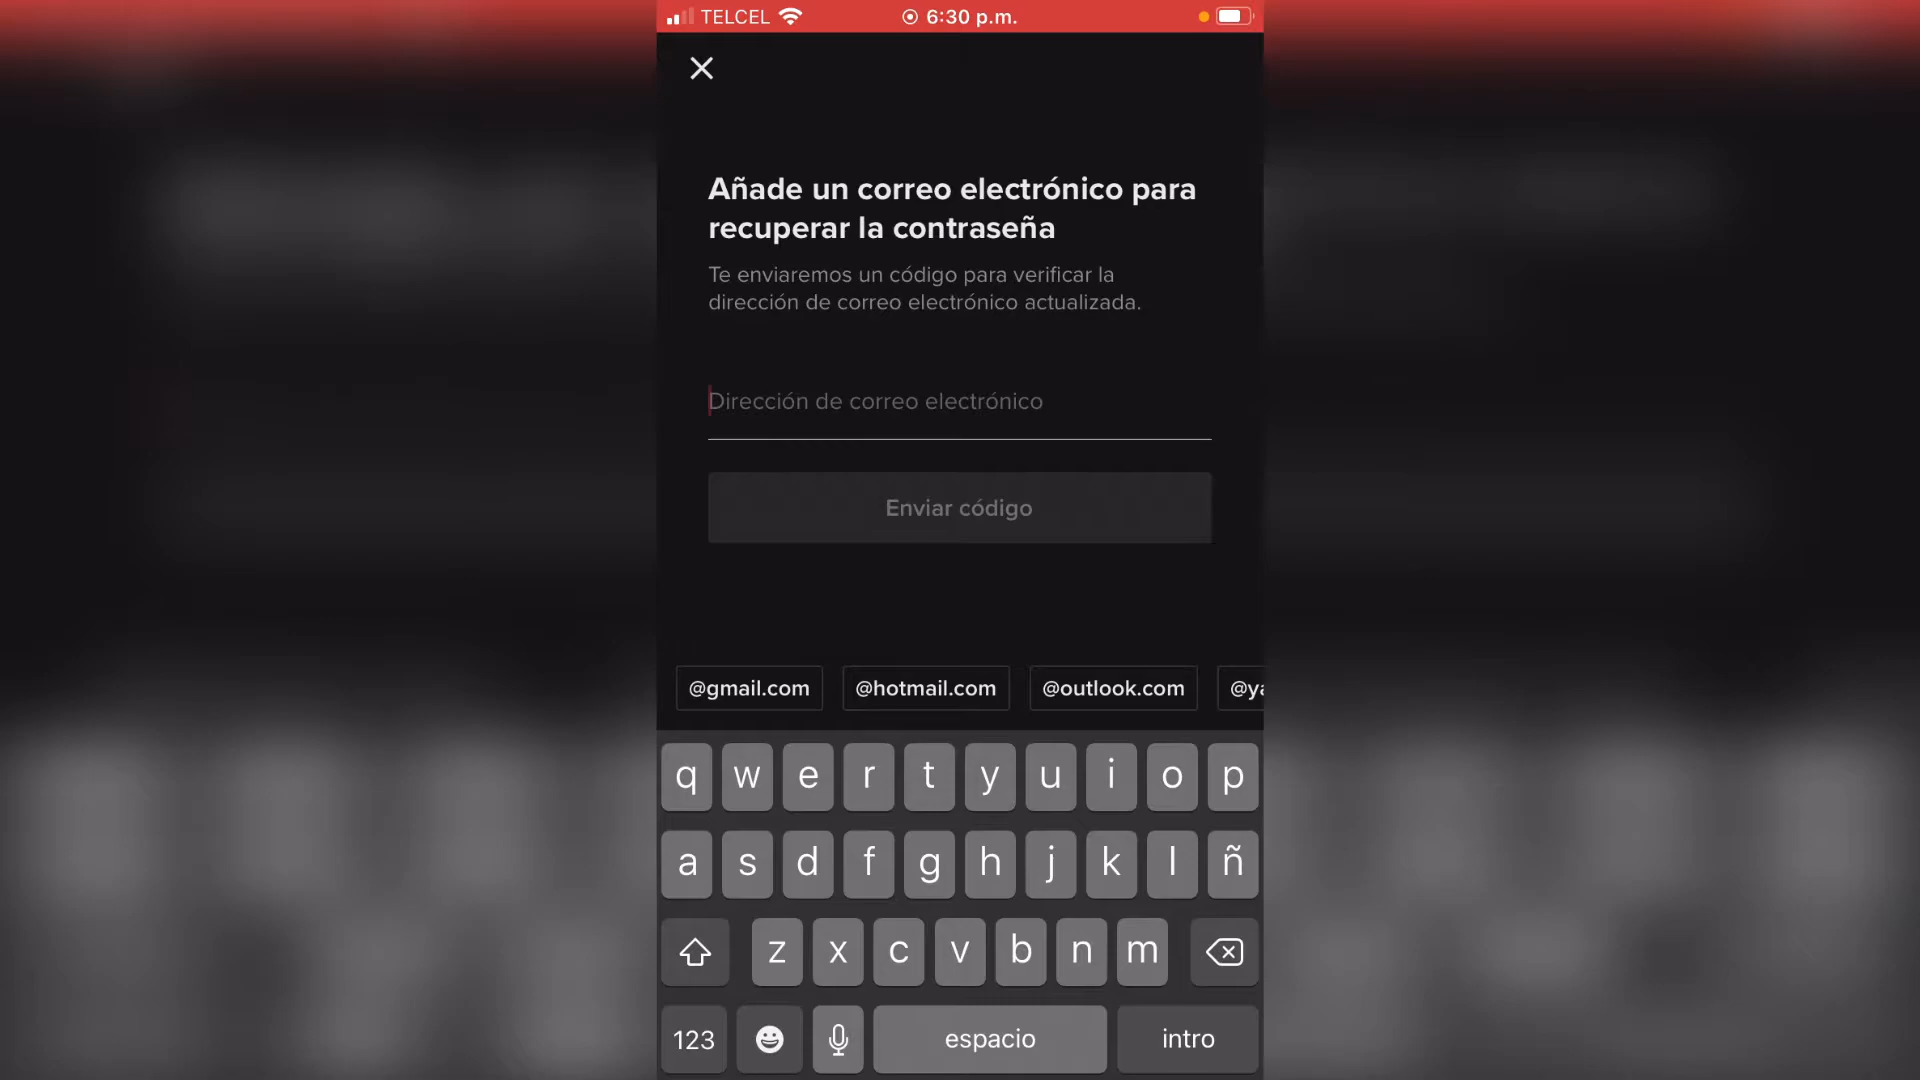 TELCEL 6:30 p.m.
Añade un correo electrónico para
recuperar la contraseña
Te enviaremos un código para verificar la
dirección de correo electrónico actualizada.
Dirección de correo electrónico
Enviar código
@gmail.com @hotmail.com @outlook.com @ya
q w e r t y u i o p
a s d f g h j k l ñ
z x c v b n m
123 espacio intro